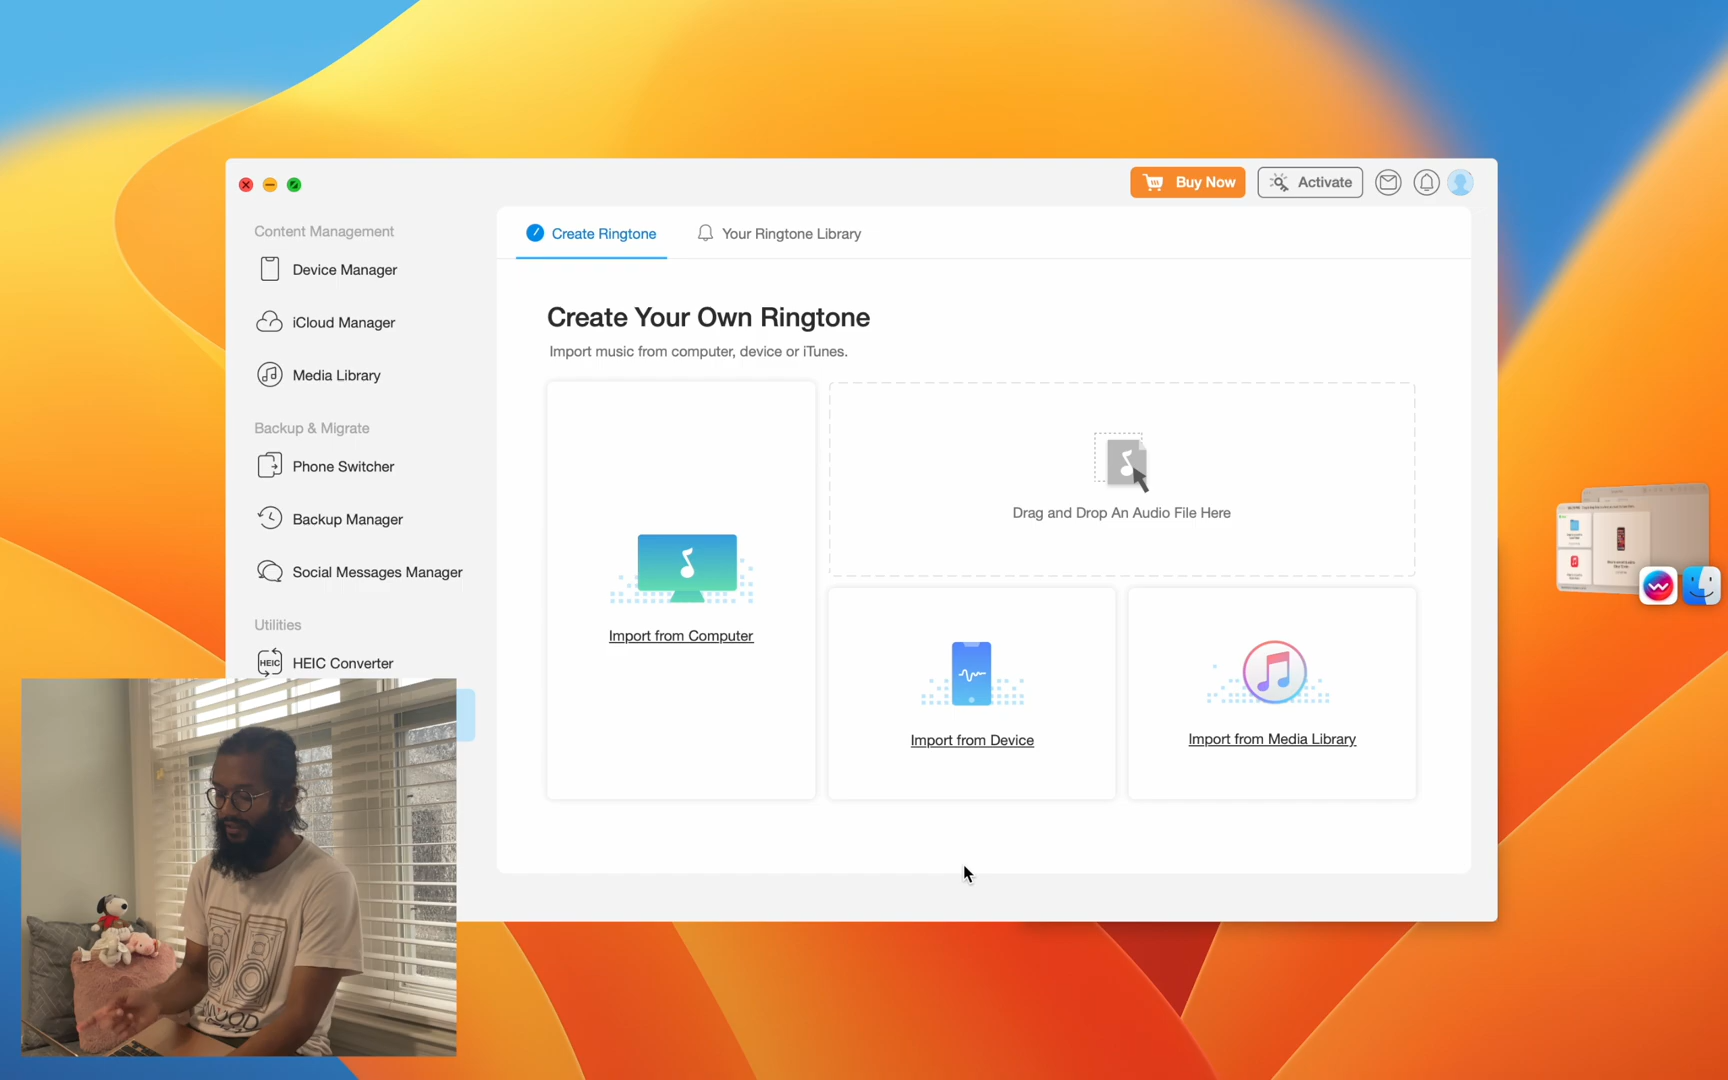 Buy Now
Activate
Content Management
Device Manager
iCloud Manager
Media Library
Backup & Migrate
Phone Switcher
Backup Manager
Social Messages Manager
Utilities
HEIC
HEIC Converter
Create Ringtone
Your Ringtone Library
Create Your Own Ringtone
Import music from computer, device or iTunes.
Drag and Drop An Audio File Here
Import from Computer
Import from Device
Import from Media Library